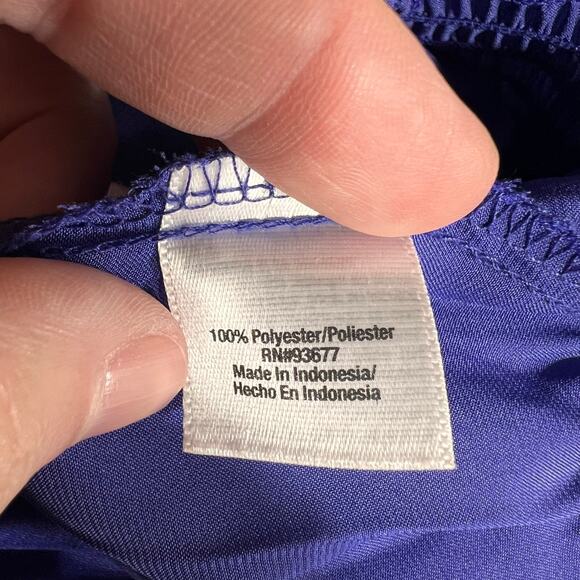 100% Polyester/Poliester
RN#93677
Made In Indonesia/
Hecho En Indonesia